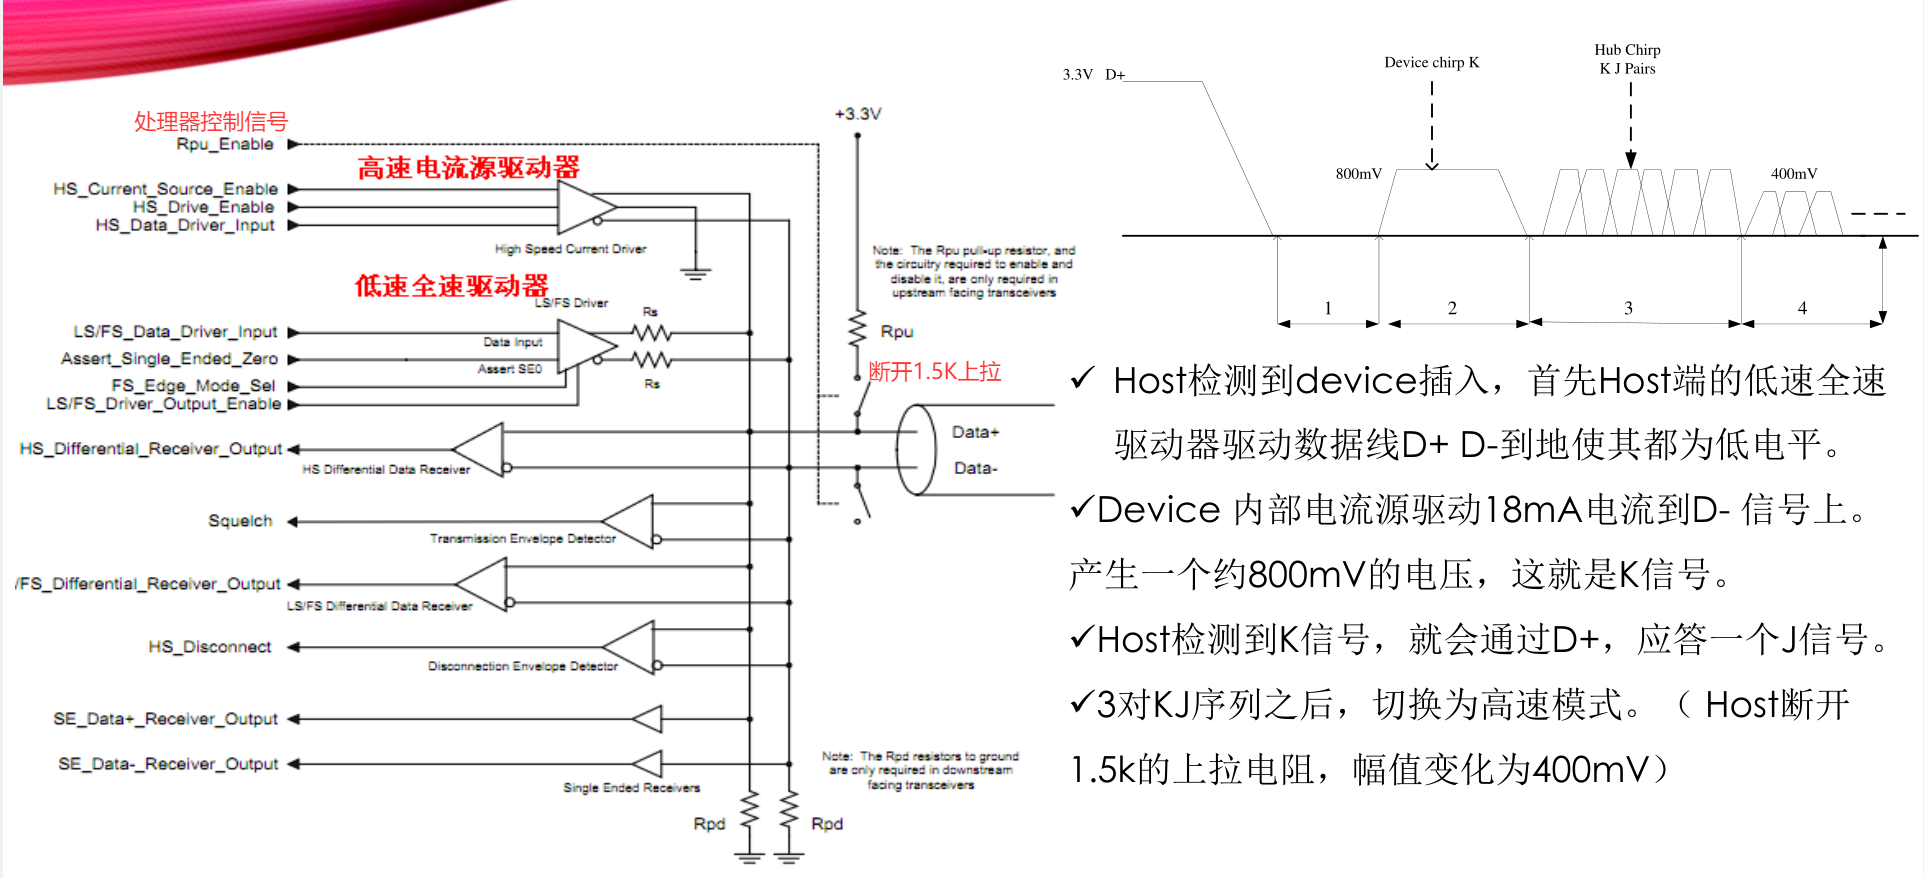 处理器控制信号
Rpu_Enable
高速电流源驱动器
HS_Current_Source_Enable
HS_Drive_Enable
HS_Data_Driver_Input
High Speed Current Driver
低速全速驱动器
LS/FS Driver
Rs
LS/FS_Data_Driver_Input
Data Input
Assert_Single_Ended_Zero
Assert SE0
Rs
FS_Edge_Mode_Sel
LS/FS_Driver_Output_Enable
HS_Differential_Receiver_Output
HS Differential Data Receiver
Squelch
Transmission Envelope Detector
/FS_Differential_Receiver_Output
LS/FS Differential Data Receiver
HS_Disconnect
Disconnection Envelope Detector
SE_Data+_Receiver_Output
SE_Data-_Receiver_Output
Single Ended Receivers
Rpd
Rpd
+3.3V
Note: The Rpu pull-up resistor, and
the circuitry required to enable and
disable it, are only required in
upstream facing transceivers
Rpu
断开1.5K上拉
Data+
Data-
Note: The Rpd resistors to ground
are only required in downstream
facing transceivers
3.3V D+
Device chirp K
Hub Chirp
K J Pairs
800mV
400mV
1
2
3
4
✓ Host检测到device插入，首先Host端的低速全速
驱动器驱动数据线D+ D-到地使其都为低电平。
✓Device 内部电流源驱动18mA电流到D- 信号上。
产生一个约800mV的电压，这就是K信号。
✓Host检测到K信号，就会通过D+，应答一个J信号。
✓3对KJ序列之后，切换为高速模式。（ Host断开
1.5k的上拉电阻，幅值变化为400mV）